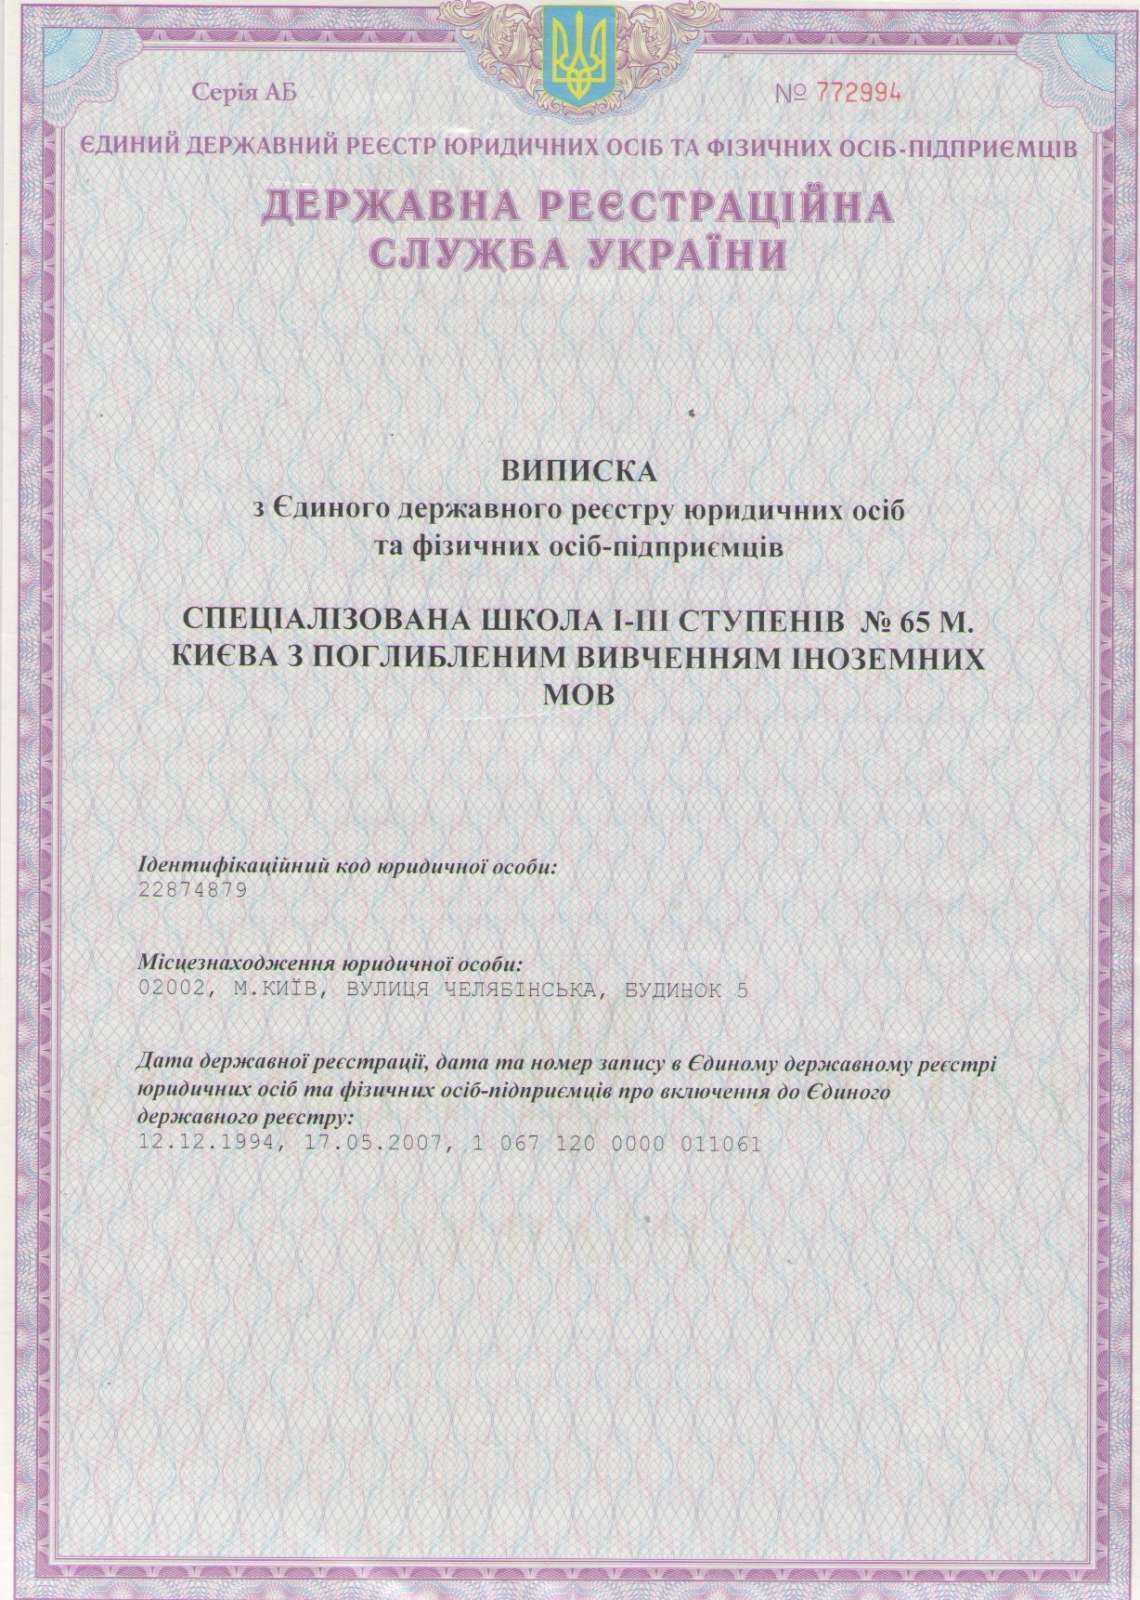 Серія АБ
№ 772994
ЄДИНИЙ ДЕРЖАВНИЙ РЕЄСТР ЮРИДИЧНИХ ОСІБ ТА ФІЗИЧНИХ ОСІБ-ПІДПРИЄМЦІВ
ДЕРЖАВНА РЕЄСТРАЦІЙНА
СЛУЖБА УКРАЇНИ
ВИПИСКА
з Єдиного державного реєстру юридичних осіб
та фізичних осіб-підприємців
СПЕЦІАЛІЗОВАНА ШКОЛА І-ІІІ СТУПЕНІВ № 65 М.
КИЄВА З ПОГЛИБЛЕНИМ ВИВЧЕННЯМ ІНОЗЕМНИХ
МОВ
Ідентифікаційний код юридичної особи:
22874879
Місцезнаходження юридичної особи:
02002, М.КИЇВ, ВУЛИЦЯ ЧЕЛЯБІНСЬКА, БУДИНОК 5
Дата державної реєстрації, дата та номер запису в Єдиному державному реєстрі
юридичних осіб та фізичних осіб-підприємців про включення до Єдиного
державного реєстру:
12.12.1994, 17.05.2007, 1 067 120 0000 011061